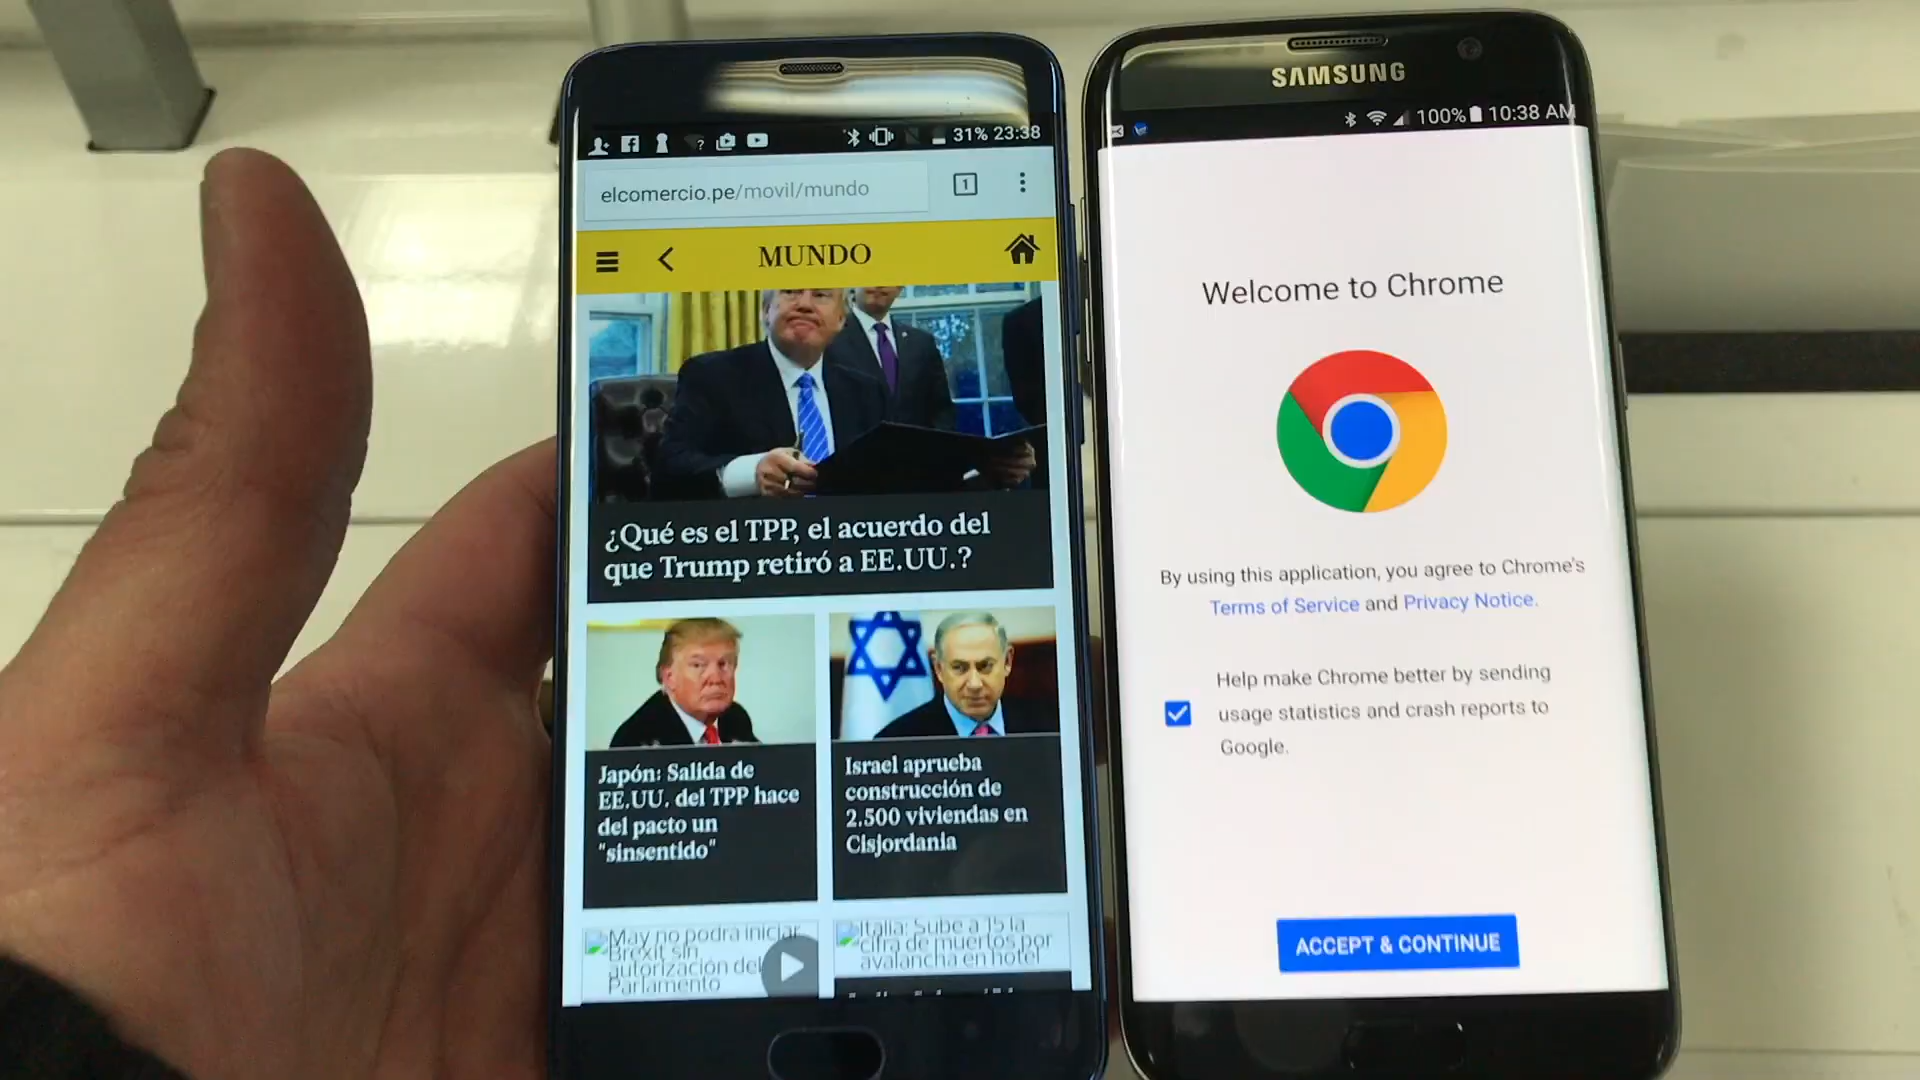 31% 23:38
elcomercio.pe/movil/mundo
1
MUNDO
¿Qué es el TPP, el acuerdo del
que Trump retiró a EE.UU.?
Japón: Salida de
EE.UU. del TPP hace
del pacto un
"sinsentido"
Israel aprueba
construcción de
2.500 viviendas en
Cisjordania
May no podrá iniciar
Brexit sin
autorización del
Parlamento
Italia: Sube a 15 la
cifra de muertos por
avalancha en hotel
SAMSUNG
100% 10:38 AM
Welcome to Chrome
By using this application, you agree to Chrome's
Terms of Service and Privacy Notice.
Help make Chrome better by sending
usage statistics and crash reports to
Google.
ACCEPT & CONTINUE